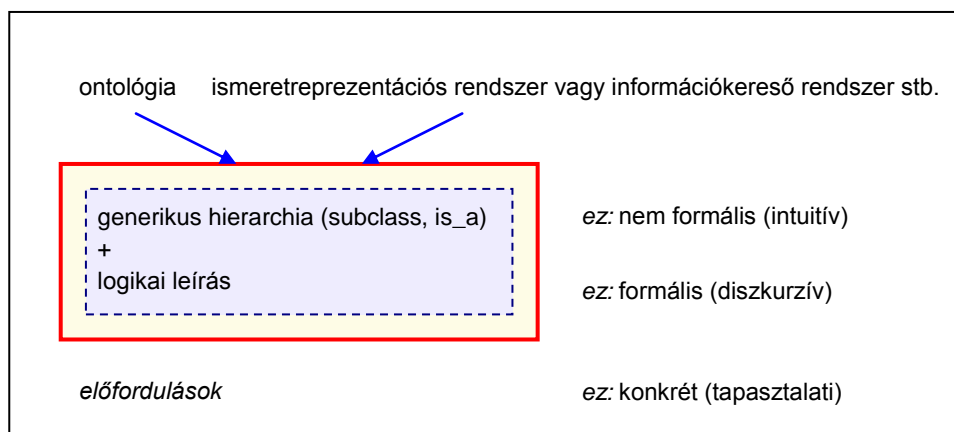 ontológia ismeretreprezentációs rendszer vagy információkereső rendszer stb.
generikus hierarchia (subclass, is_a) ez: nem formális (intuitív)
+
logikai leírás ez: formális (diszkurzív)
előfordulások ez: konkrét (tapasztalati)